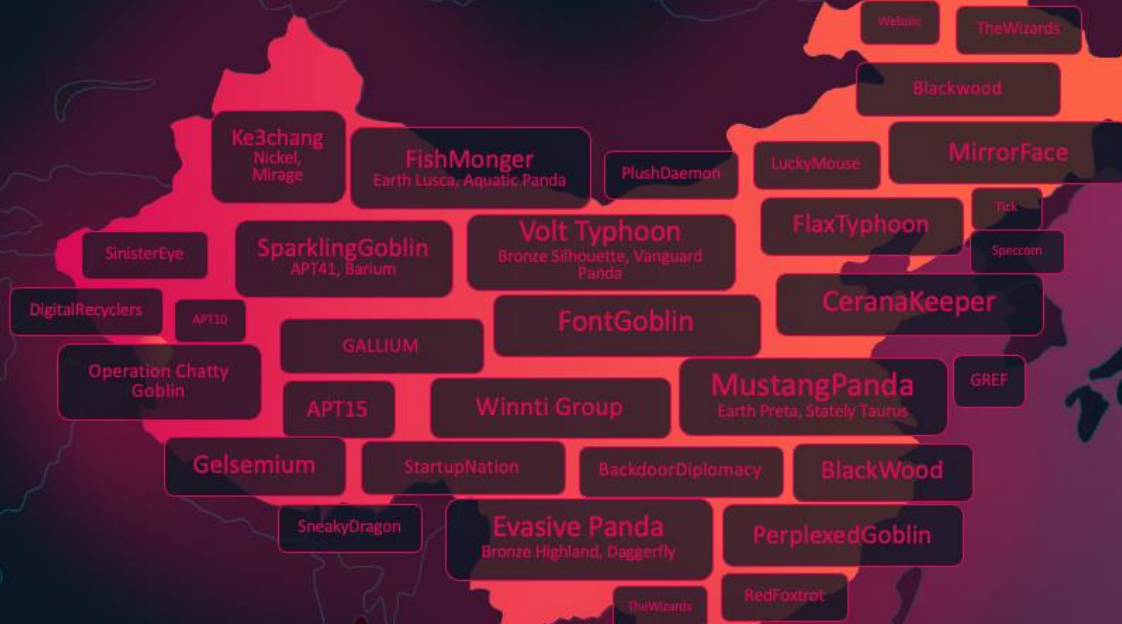 Websiic
TheWizards
Blackwood
Ke3chang
Nickel,
Mirage
FishMonger
Earth Lusca, Aquatic Panda
PlushDaemon
LuckyMouse
MirrorFace
SinisterEye
SparklingGoblin
APT41, Barium
Volt Typhoon
Bronze Silhouette, Vanguard
Panda
FlaxTyphoon
Tick
Speccom
DigitalRecyclers
APT10
FontGoblin
CeranaKeeper
GALLIUM
Operation Chatty
Goblin
APT15
Winnti Group
MustangPanda
Earth Preta, Stately Taurus
GREF
Gelsemium
StartupNation
BackdoorDiplomacy
BlackWood
SneakyDragon
Evasive Panda
Bronze Highland, Daggerfly
PerplexedGoblin
TheWizards
RedFoxtrot